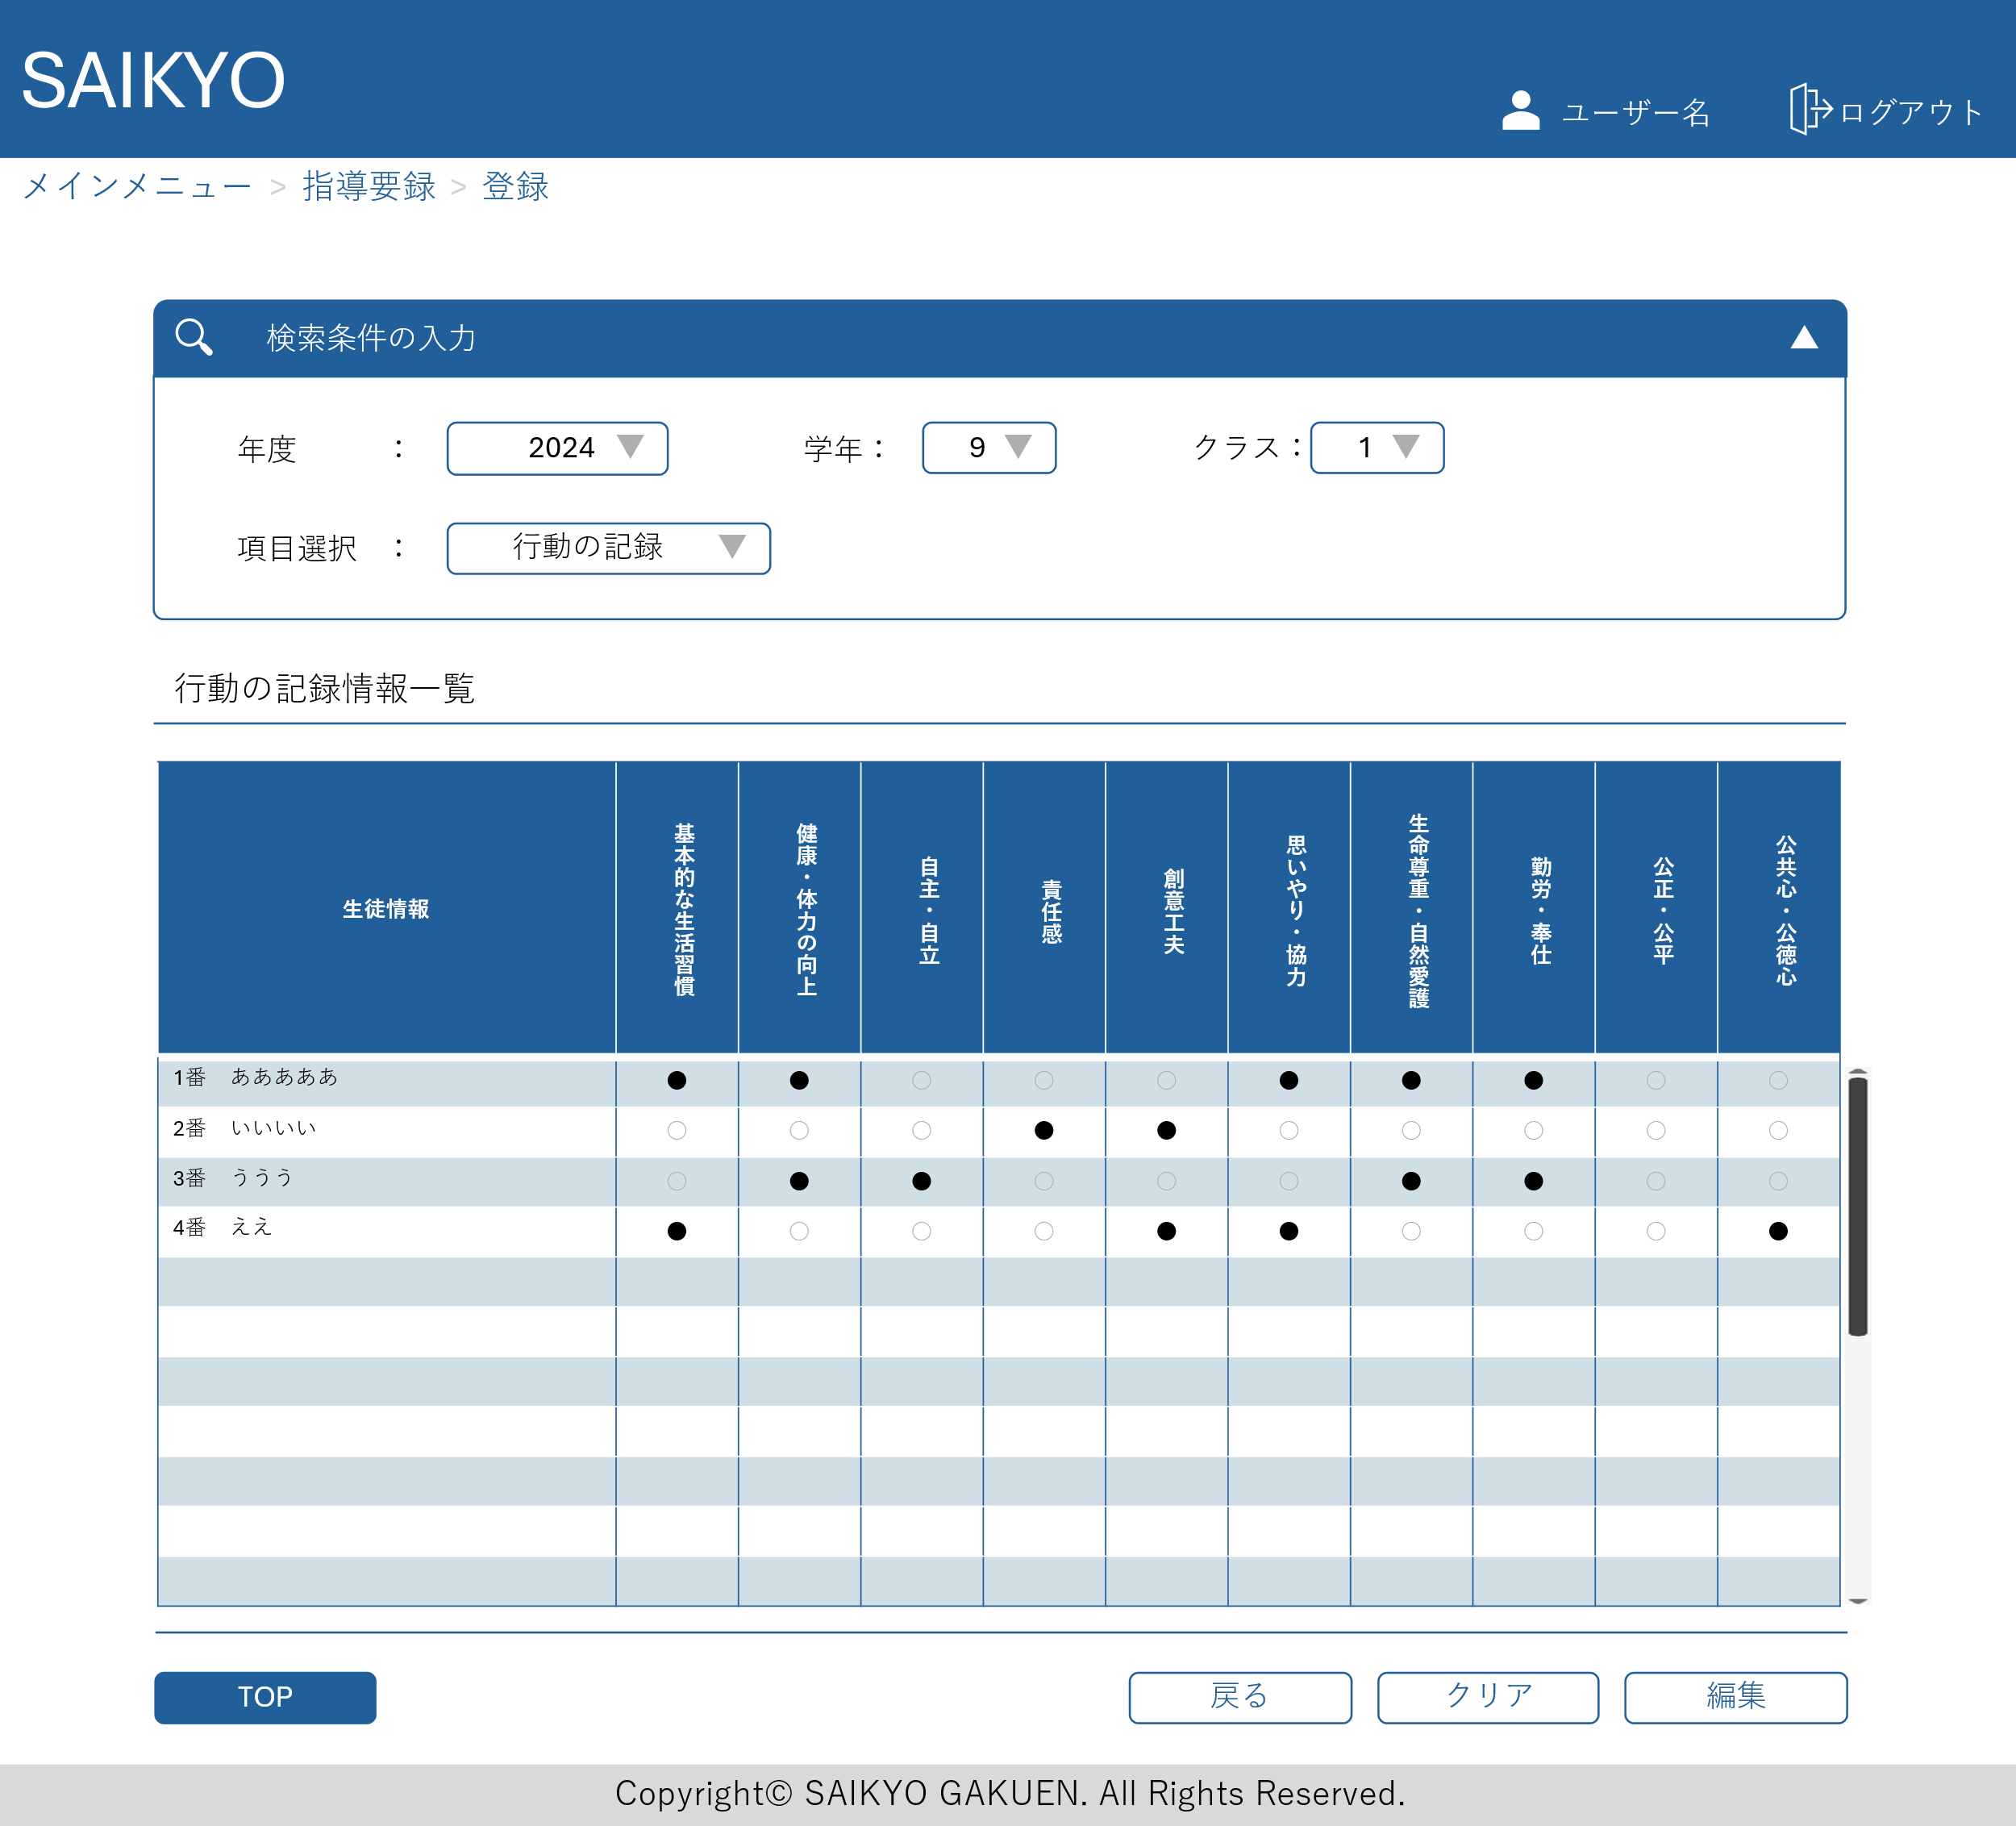 SAIKYO
ユーザー名 ログアウト
メインメニュー > 指導要録 > 登録
検索条件の入力
年度 ： 2024 学年： 9 クラス： 1
項目選択 ： 行動の記録
行動の記録情報一覧
生徒情報
基本的な生活習慣
健康・体力の向上
自主・自立
責任感
創意工夫
思いやり・協力
生命尊重・自然愛護
勤労・奉仕
公正・公平
公共心・公徳心
1番 あああああ
2番 いいいい
3番 ううう
4番 ええ
TOP 戻る クリア 編集
Copyright© SAIKYO GAKUEN. All Rights Reserved.